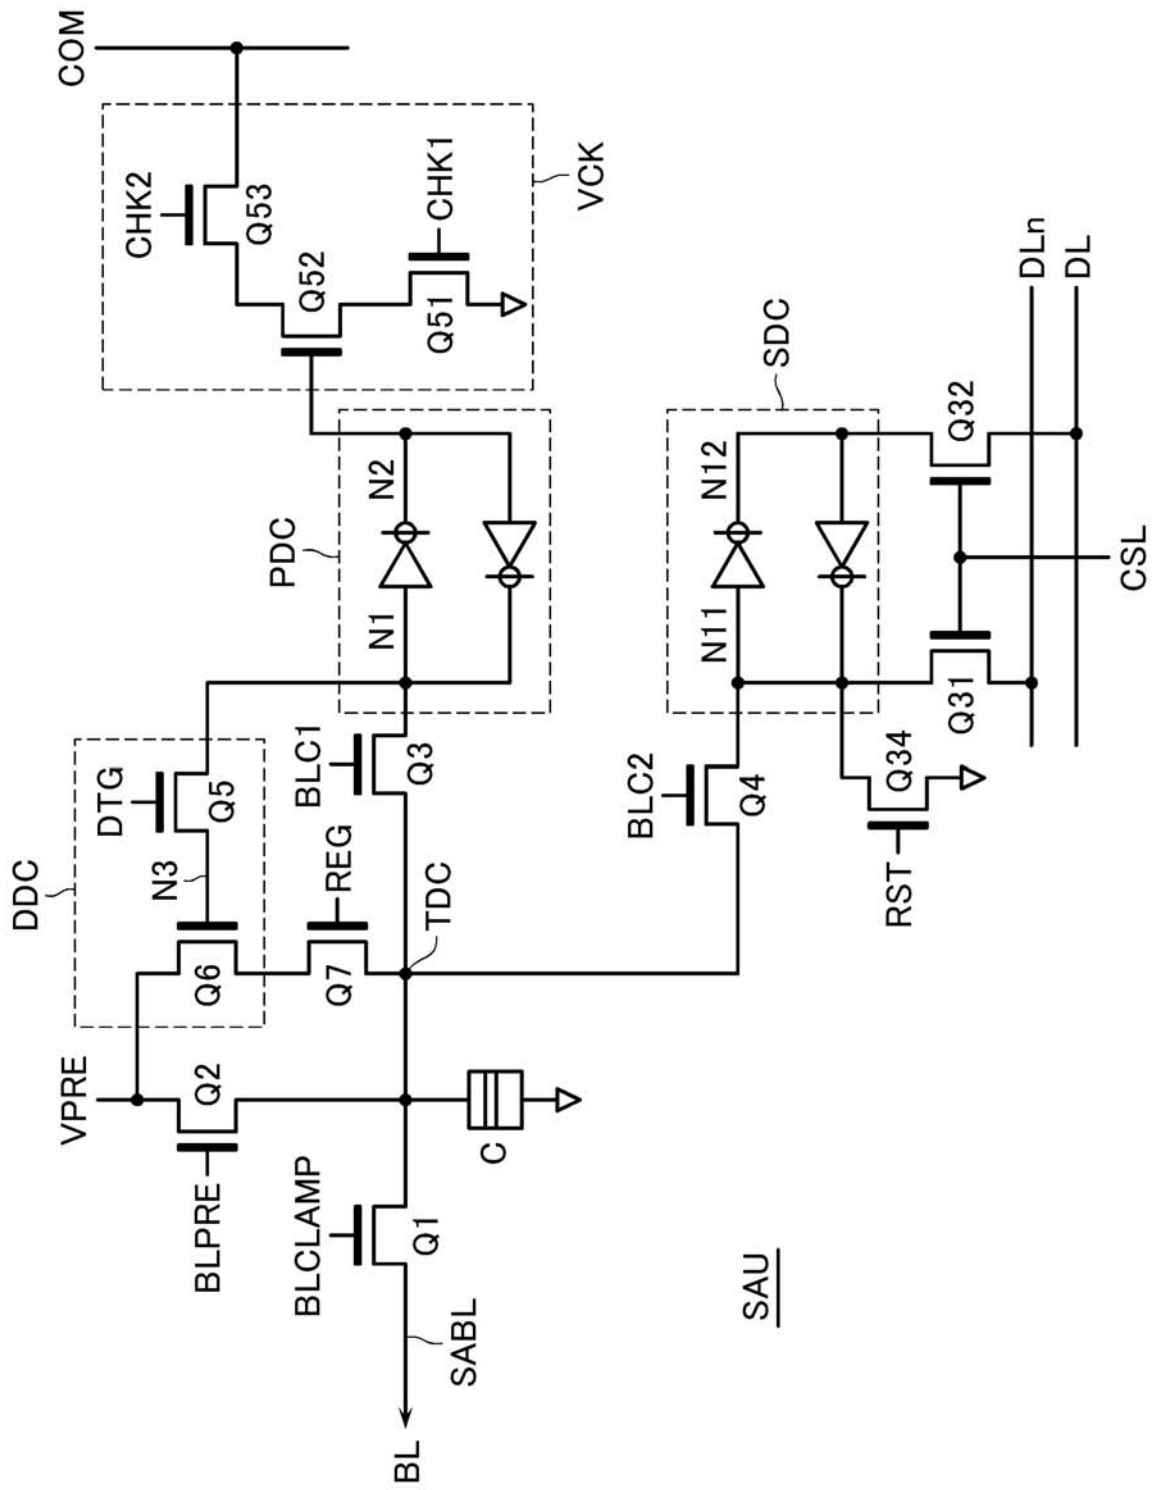 COM
CHK2
Q53
CHK1
VCK
Q52
Q51
DLn
DL
SDC
PDC
N2
N1
N12
N11
Q32
Q31
CSL
DDC
DTG
Q5
N3
Q6
BLC1
Q3
REG
Q7
TDC
BLC2
Q4
Q34
RST
VPRE
Q2
BLPRE
C
BLCLAMP
Q1
SABL
BL
SAU